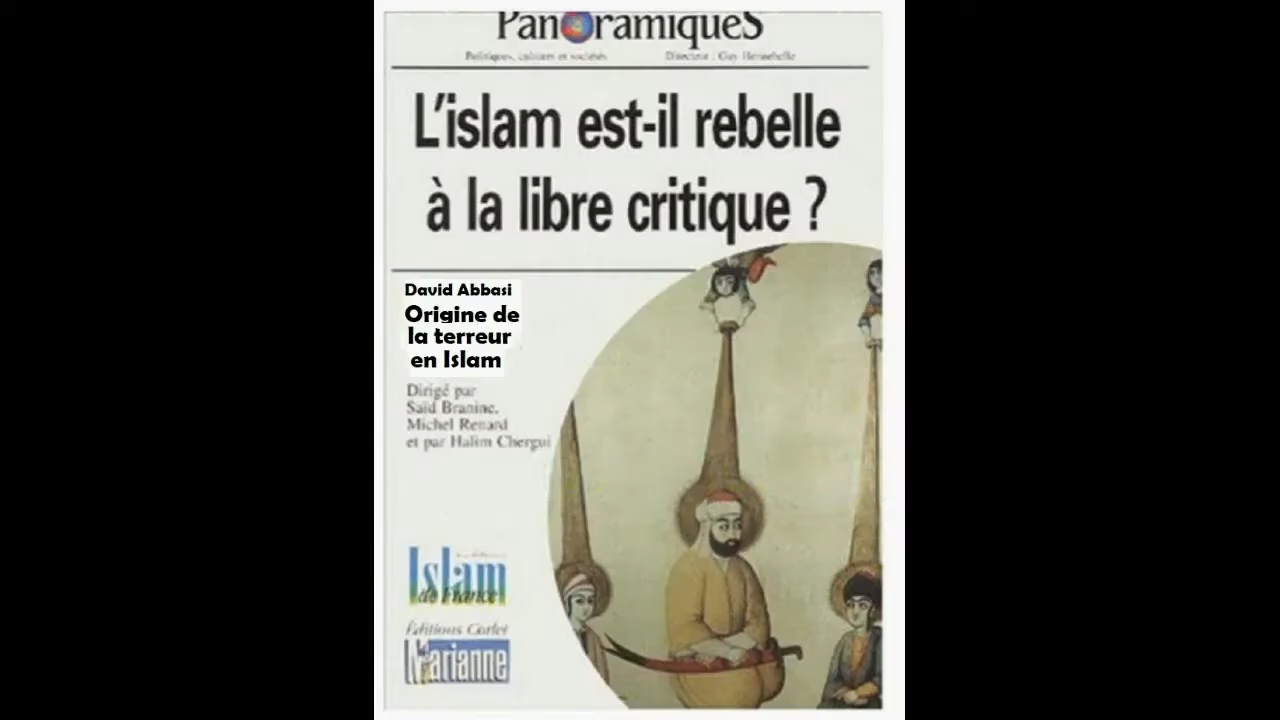 PanoramiqueS
Politiques, cultures et sociétés
Directeur : Guy Hennebelle
L'islam est-il rebelle
à la libre critique ?
David Abbasi
Origine de
la terreur
en Islam
Dirigé par
Saïd Branine,
Michel Renard
et par Halim Chergui
Islam
de France
Éditions Corlet
Marianne